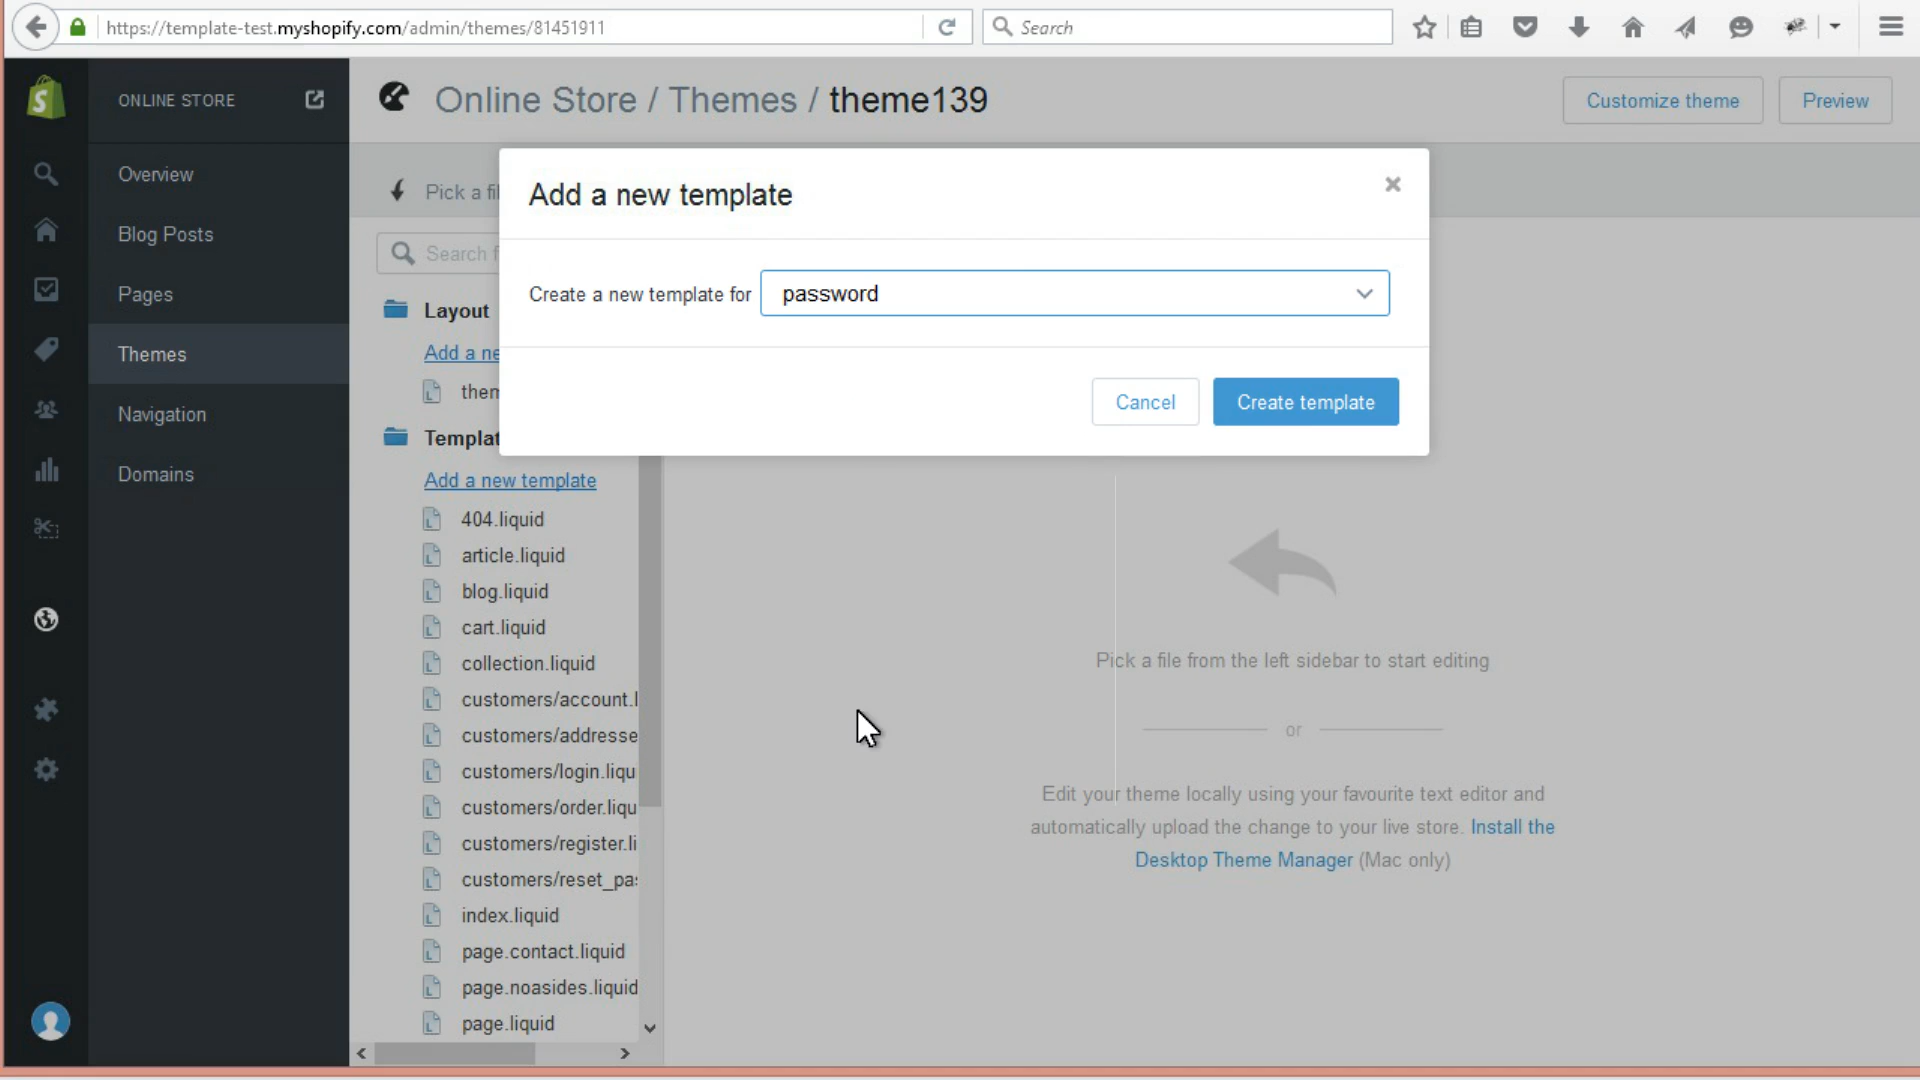 https://template-test.myshopify.com/admin/themes/81451911
Search
ONLINE STORE
Online Store / Themes / theme139
Customize theme
Preview
Overview
Blog Posts
Pages
Themes
Navigation
Domains
Pick a fil
Search f
Layout
Add a ne
them
Templat
Add a new template
404.liquid
article.liquid
blog.liquid
cart.liquid
collection.liquid
customers/account.l
customers/addresse
customers/login.liqu
customers/order.liqu
customers/register.li
customers/reset_pas
index.liquid
page.contact.liquid
page.noasides.liquid
page.liquid
Add a new template
Create a new template for password
Cancel
Create template
Pick a file from the left sidebar to start editing
or
Edit your theme locally using your favourite text editor and
automatically upload the change to your live store. Install the
Desktop Theme Manager (Mac only)